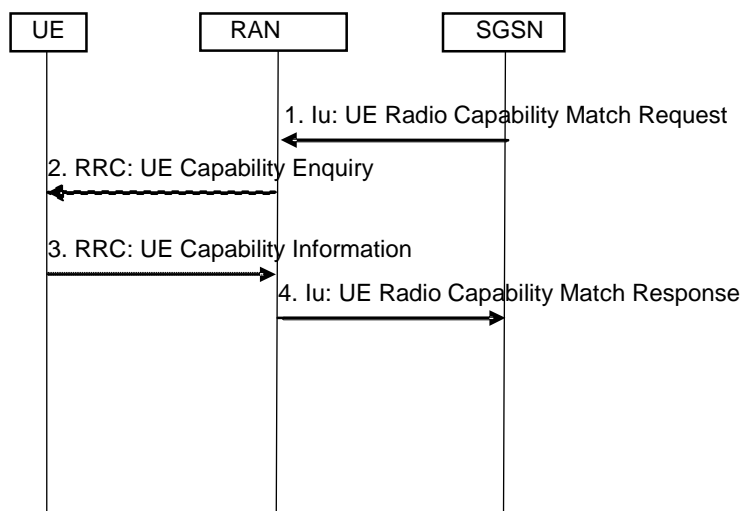 UE
RAN
SGSN
1. Iu: UE Radio Capability Match Request
2. RRC: UE Capability Enquiry
3. RRC: UE Capability Information
4. Iu: UE Radio Capability Match Response